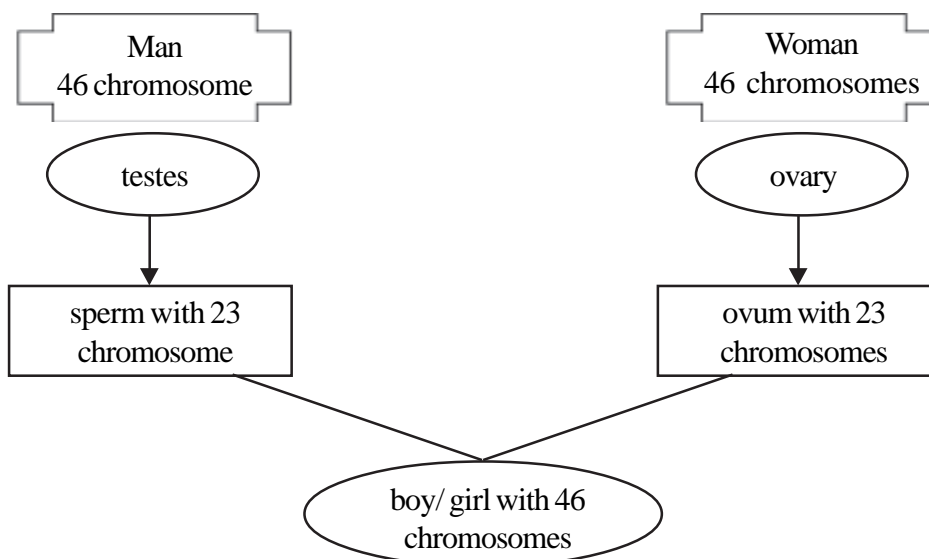 Man
46 chromosome
Woman
46 chromosomes
testes
ovary
sperm with 23
chromosome
ovum with 23
chromosomes
boy/ girl with 46
chromosomes